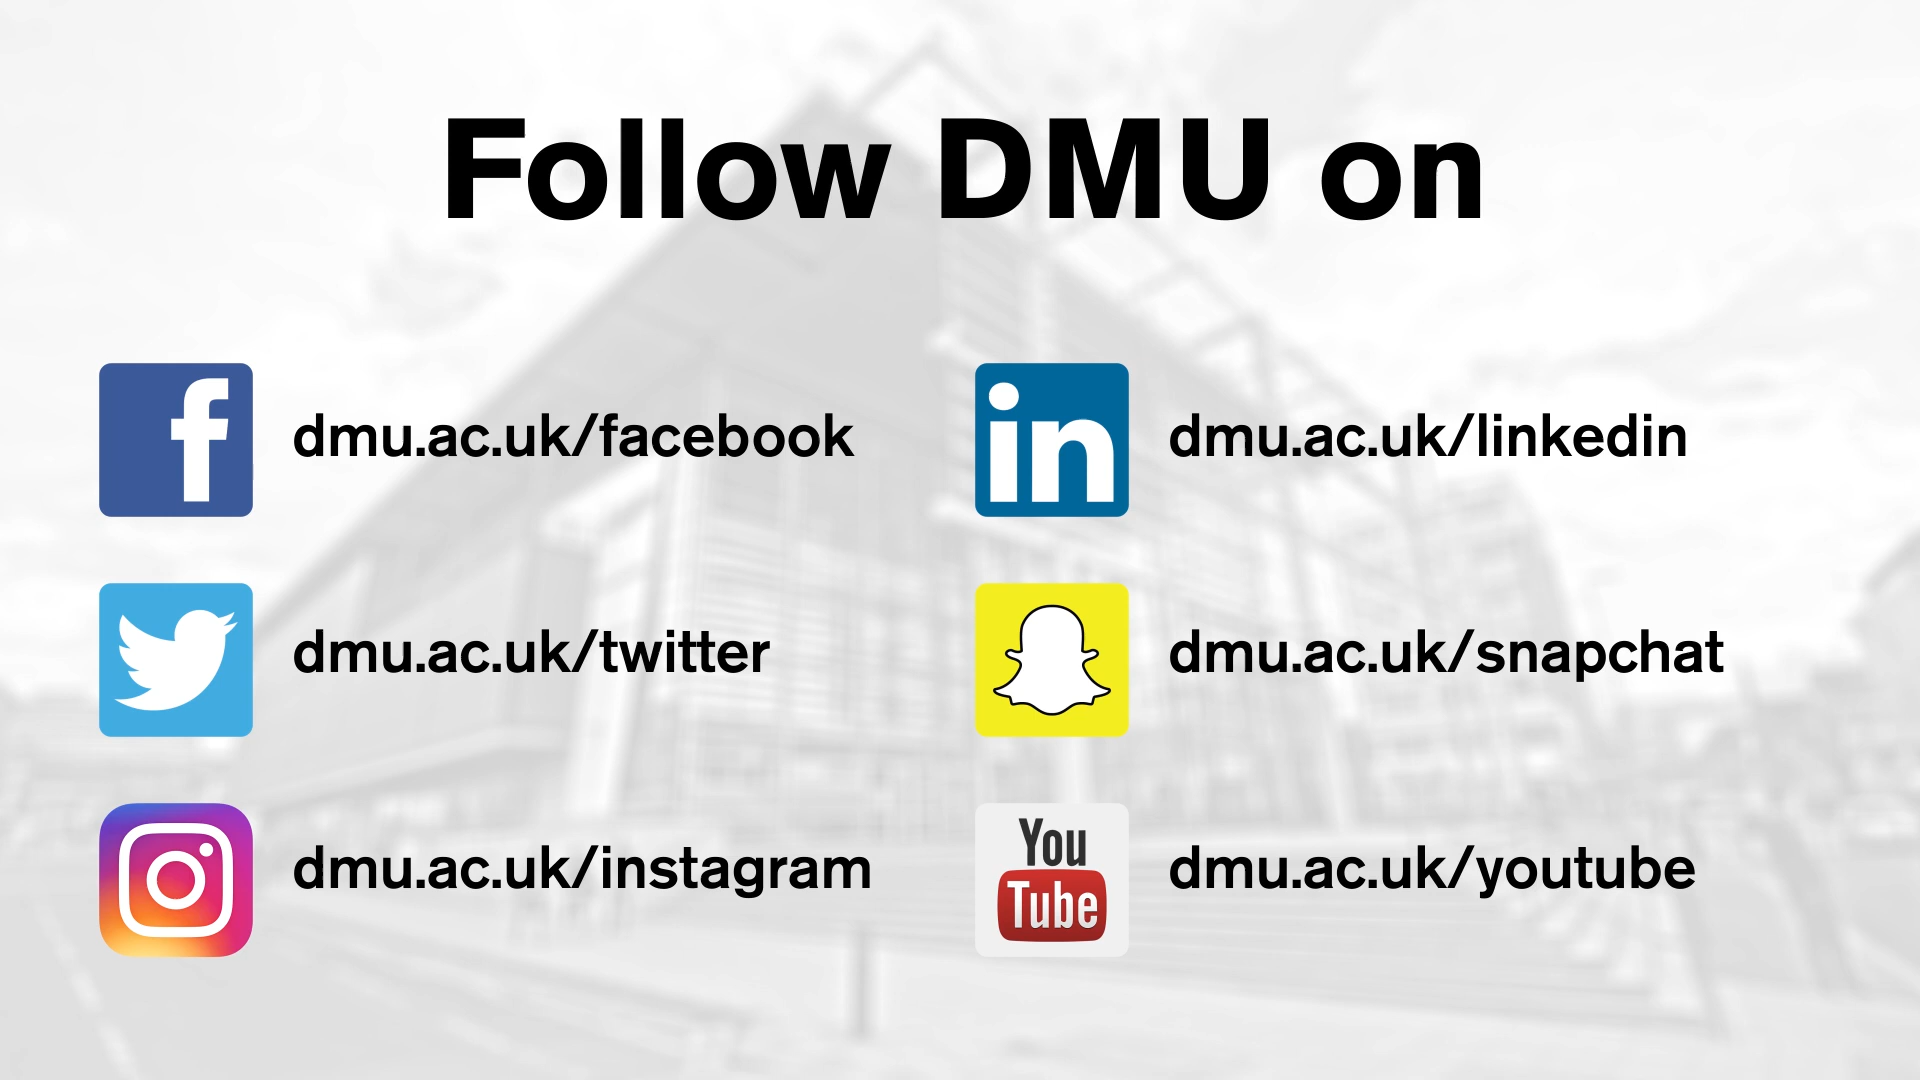 Follow DMU on
f
dmu.ac.uk/facebook
in
dmu.ac.uk/linkedin
dmu.ac.uk/twitter
dmu.ac.uk/snapchat
dmu.ac.uk/instagram
You
Tube
dmu.ac.uk/youtube